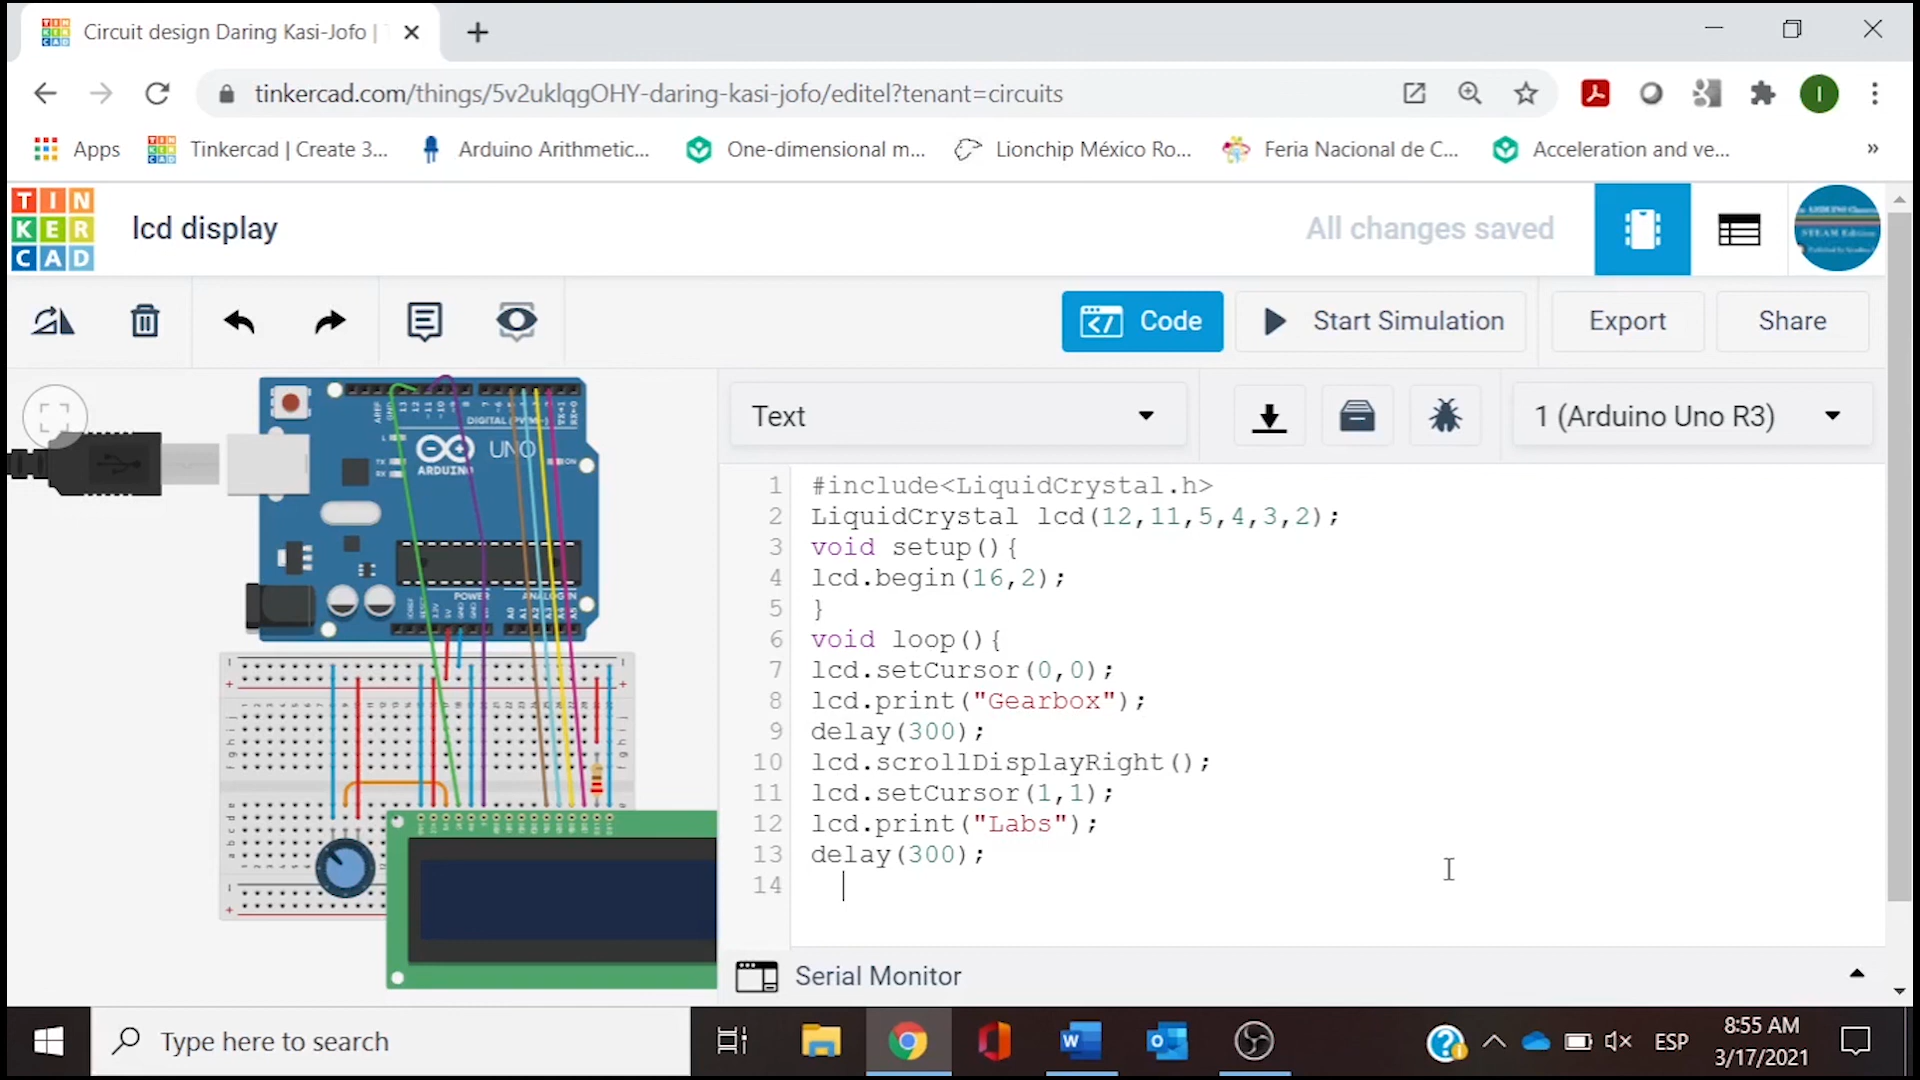 Circuit design Daring Kasi-Jofo |
tinkercad.com/things/5v2uklqgOHY-daring-kasi-jofo/editel?tenant=circuits
Apps
Tinkercad | Create 3...
Arduino Arithmetic...
One-dimensional m...
Lionchip México Ro...
Feria Nacional de C...
Acceleration and ve...
»
TIN
KER
CAD
lcd display
All changes saved
Code
Start Simulation
Export
Share
Text
1 (Arduino Uno R3)
UNO
ARDUINO
POWER
1 #include<LiquidCrystal.h>
2 LiquidCrystal lcd(12,11,5,4,3,2);
3 void setup(){
4 lcd.begin(16,2);
5 }
6 void loop(){
7 lcd.setCursor(0,0);
8 lcd.print("Gearbox");
9 delay(300);
10 lcd.scrollDisplayRight();
11 lcd.setCursor(1,1);
12 lcd.print("Labs");
13 delay(300);
14
Serial Monitor
Type here to search
ESP
8:55 AM
3/17/2021